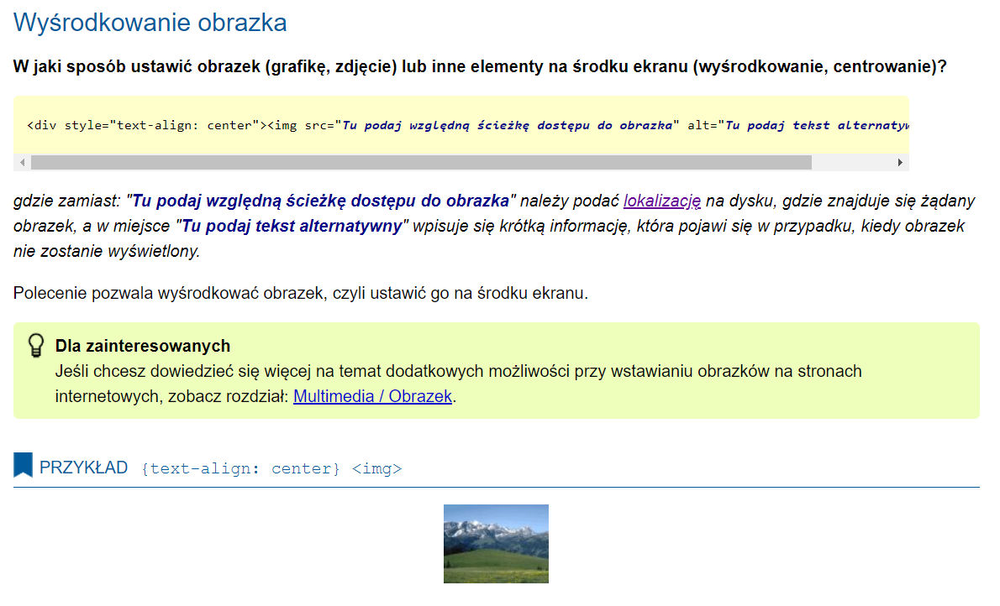 Wyśrodkowanie obrazka
W jaki sposób ustawić obrazek (grafikę, zdjęcie) lub inne elementy na środku ekranu (wyśrodkowanie, centrowanie)?
<div style="text-align: center"><img src="Tu podaj względną ścieżkę dostępu do obrazka" alt="Tu podaj tekst alternatyw
gdzie zamiast: "Tu podaj względną ścieżkę dostępu do obrazka" należy podać lokalizację na dysku, gdzie znajduje się żądany
obrazek, a w miejsce "Tu podaj tekst alternatywny" wpisuje się krótką informację, która pojawi się w przypadku, kiedy obrazek
nie zostanie wyświetlony.
Polecenie pozwala wyśrodkować obrazek, czyli ustawić go na środku ekranu.
Dla zainteresowanych
Jeśli chcesz dowiedzieć się więcej na temat dodatkowych możliwości przy wstawianiu obrazków na stronach
internetowych, zobacz rozdział: Multimedia / Obrazek.
PRZYKŁAD {text-align: center} <img>